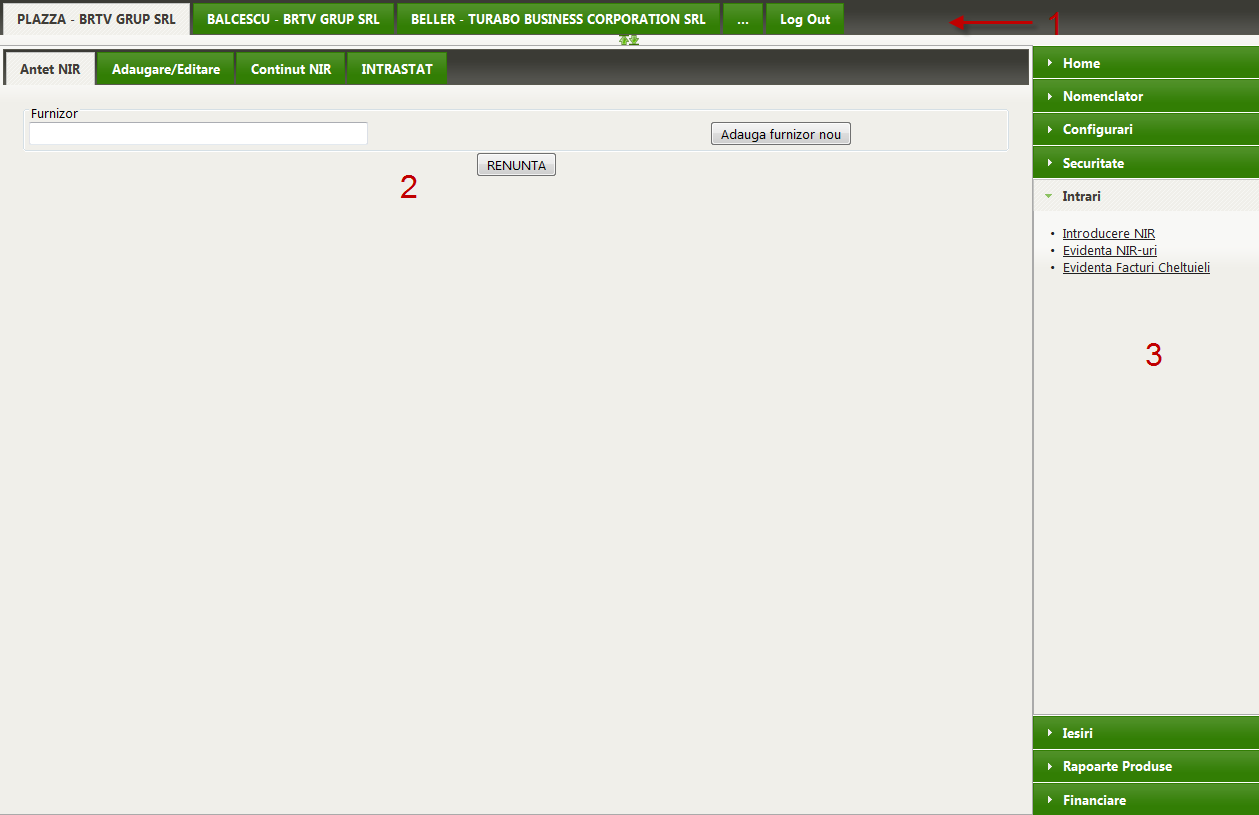 PLAZZA - BRTV GRUP SRL BALCESCU - BRTV GRUP SRL BELLER - TURABO BUSINESS CORPORATION SRL ... Log Out 1
Antet NIR Adaugare/Editare Continut NIR INTRASTAT
Furnizor
Adauga furnizor nou
RENUNTA
2
Home
Nomenclator
Configurari
Securitate
Intrari
• Introducere NIR
• Evidenta NIR-uri
• Evidenta Facturi Cheltuieli
3
Iesiri
Rapoarte Produse
Financiare